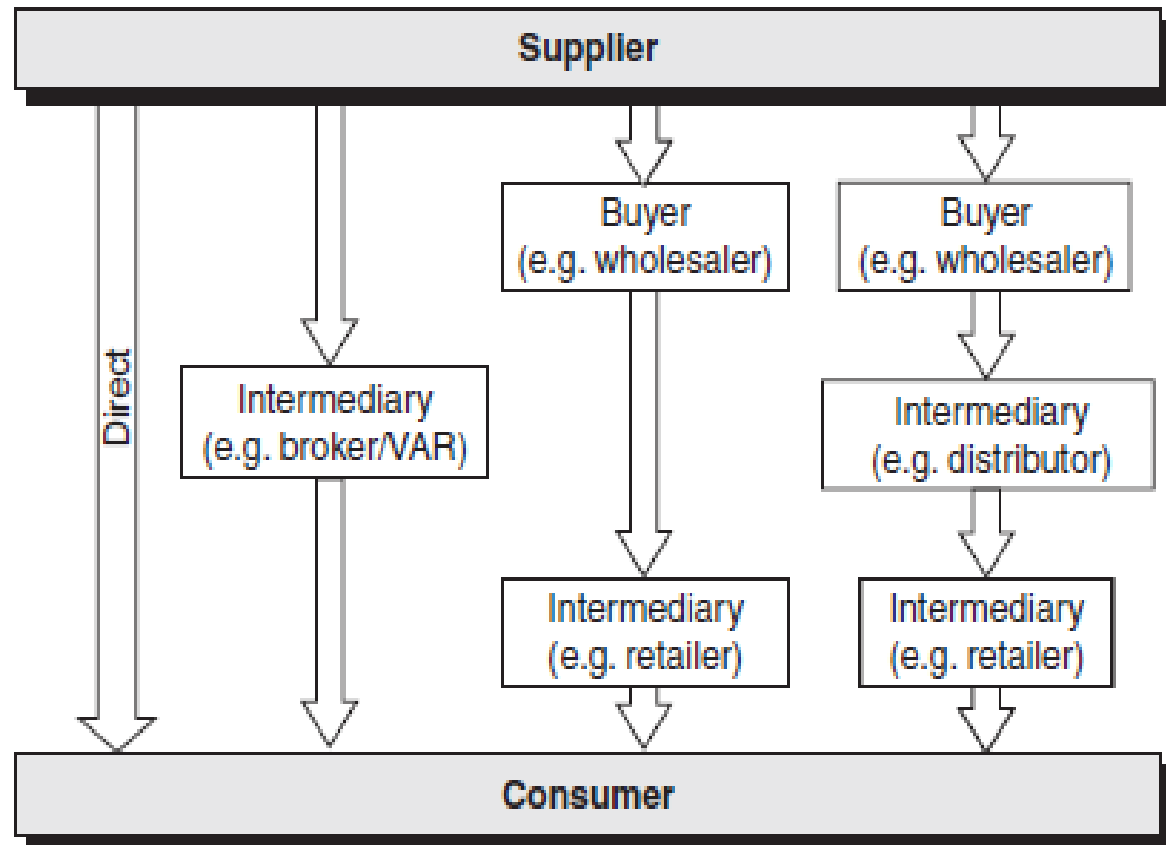 Supplier
Direct
Intermediary
(e.g. broker/VAR)
Buyer
(e.g. wholesaler)
Intermediary
(e.g. retailer)
Buyer
(e.g. wholesaler)
Intermediary
(e.g. distributor)
Intermediary
(e.g. retailer)
Consumer